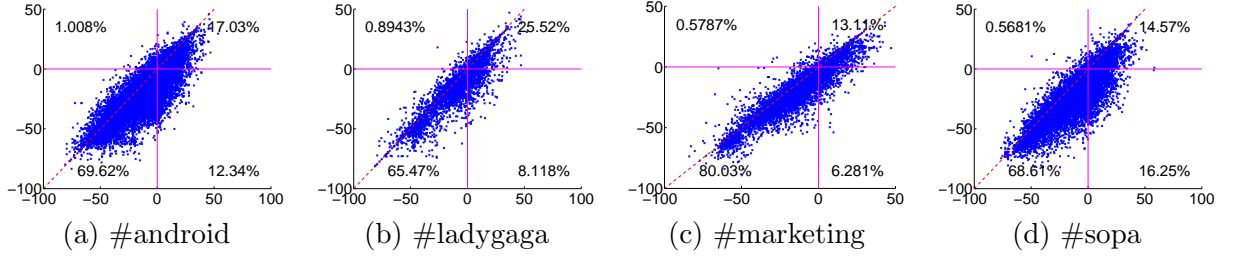 50 50 50 50
1.008% 17.03% 0.8943% 25.52% 0.5787% 13.11% 0.5681% 14.57%
0 0 0 0
−50 −50 −50 −50
69.62% 12.34% 65.47% 8.118% 80.03% 6.281% 68.61% 16.25%
−100 −100 −100 −100
−100 −50 0 50 100 −100 −50 0 50 100 −100 −50 0 50 −100 −50 0 50 100
(a) #android (b) #ladygaga (c) #marketing (d) #sopa